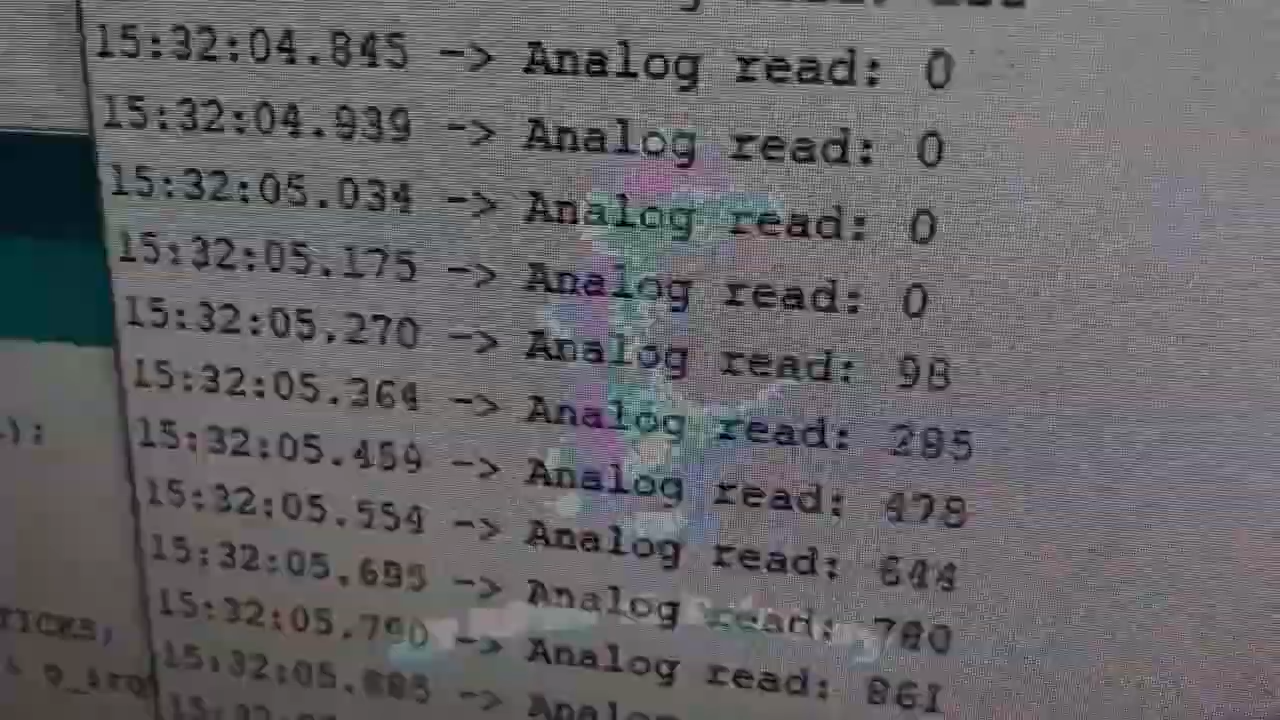 15:32:04.845 -> Analog read: 0
15:32:04.939 -> Analog read: 0
15:32:05.034 -> Analog read: 0
15:32:05.175 -> Analog read: 0
15:32:05.270 -> Analog read: 98
15:32:05.364 -> Analog read: 285
15:32:05.459 -> Analog read: 478
15:32:05.554 -> Analog read: 644
15:32:05.695 -> Analog read: 780
15:32:05.790 -> Analog read: 861
15:32:05.885 ->